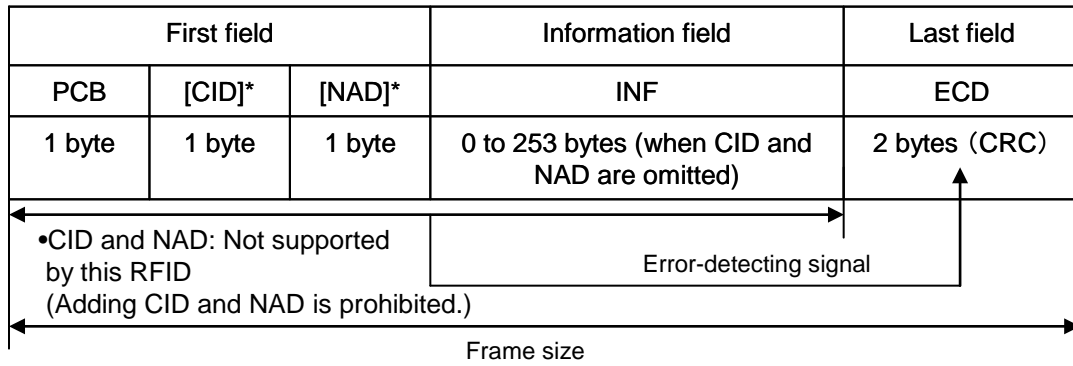 First field Information field Last field
PCB [CID]* [NAD]* INF ECD
1 byte 1 byte 1 byte 0 to 253 bytes (when CID and 2 bytes （CRC）
NAD are omitted)
•CID and NAD: Not supported
by this RFID
(Adding CID and NAD is prohibited.)
Error-detecting signal
Frame size